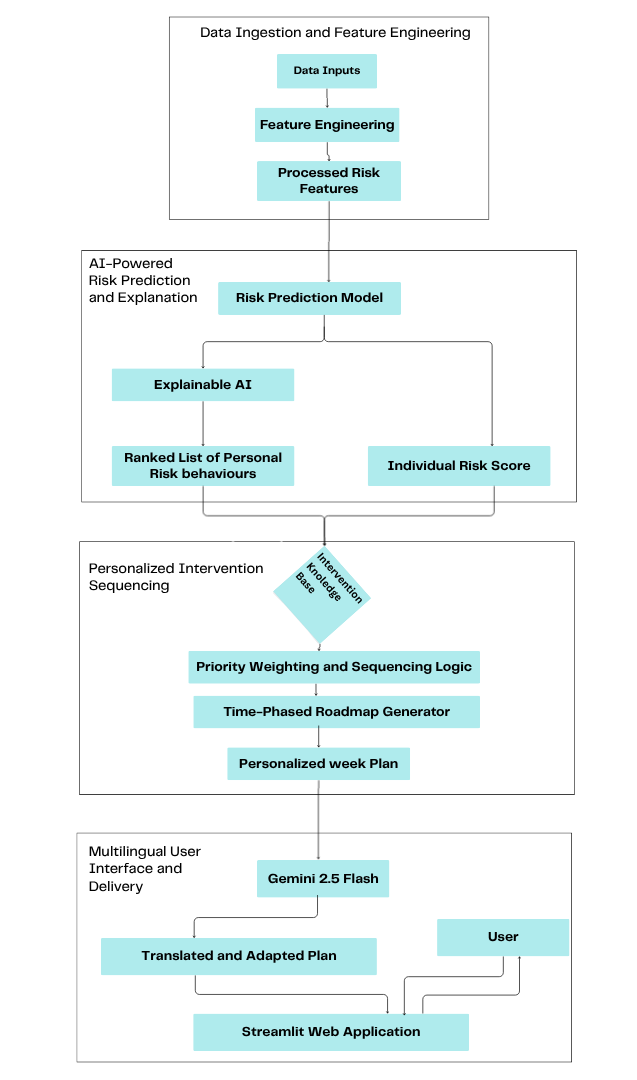 Data Ingestion and Feature Engineering
Data Inputs
Feature Engineering
Processed Risk
Features
AI-Powered
Risk Prediction
and Explanation
Risk Prediction Model
Explainable AI
Ranked List of Personal
Risk behaviours
Individual Risk Score
Personalized Intervention
Sequencing
Intervention
Knoledge
Base
Priority Weighting and Sequencing Logic
Time-Phased Roadmap Generator
Personalized week Plan
Multilingual User
Interface and
Delivery
Gemini 2.5 Flash
User
Translated and Adapted Plan
Streamlit Web Application